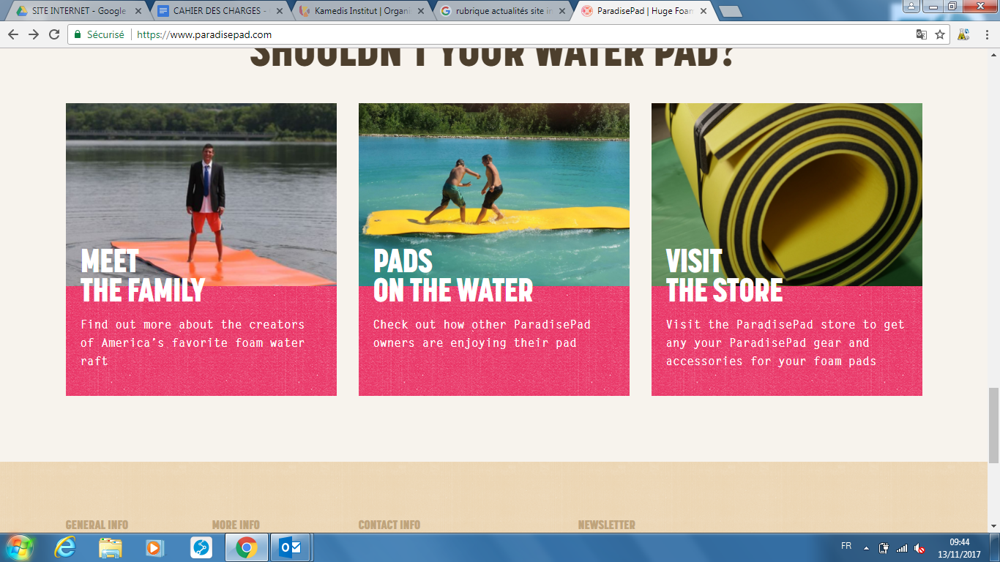 SITE INTERNET - Google
CAHIER DES CHARGES -
Kamedis Institut | Organi
rubrique actualités site in
ParadisePad | Huge Foam
Sécurisé
https://www.paradisepad.com
SHOULDN'T YOUR WATER PAD?
MEET
THE FAMILY
Find out more about the creators
of America's favorite foam water
raft
PADS
ON THE WATER
Check out how other ParadisePad
owners are enjoying their pad
VISIT
THE STORE
Visit the ParadisePad store to get
any your ParadisePad gear and
accessories for your foam pads
GENERAL INFO
MORE INFO
CONTACT INFO
NEWSLETTER
FR
09:44
13/11/2017